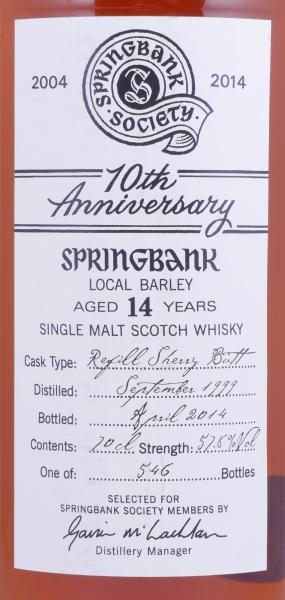 2004
SPRINGBANK
S
SOCIETY
2014
10th
Anniversary
SPRINGBANK
LOCAL BARLEY
AGED 14 YEARS
SINGLE MALT SCOTCH WHISKY
Cask Type: Refill Sherry Butt
Distilled: September 1999
Bottled: April 2014
Contents: 70cl Strength: 57.8%Vol
One of: 546 Bottles
SELECTED FOR
SPRINGBANK SOCIETY MEMBERS BY
Gavin McLachlan
Distillery Manager